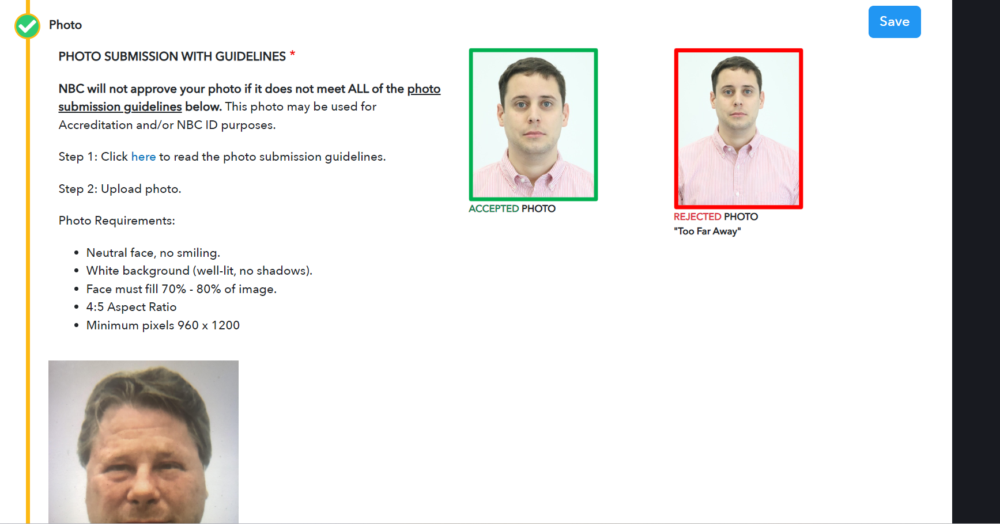 Photo
Save
PHOTO SUBMISSION WITH GUIDELINES *
NBC will not approve your photo if it does not meet ALL of the photo
submission guidelines below. This photo may be used for
Accreditation and/or NBC ID purposes.
Step 1: Click here to read the photo submission guidelines.
Step 2: Upload photo.
Photo Requirements:
• Neutral face, no smiling.
• White background (well-lit, no shadows).
• Face must fill 70% - 80% of image.
• 4:5 Aspect Ratio
• Minimum pixels 960 x 1200
ACCEPTED PHOTO
REJECTED PHOTO
"Too Far Away"